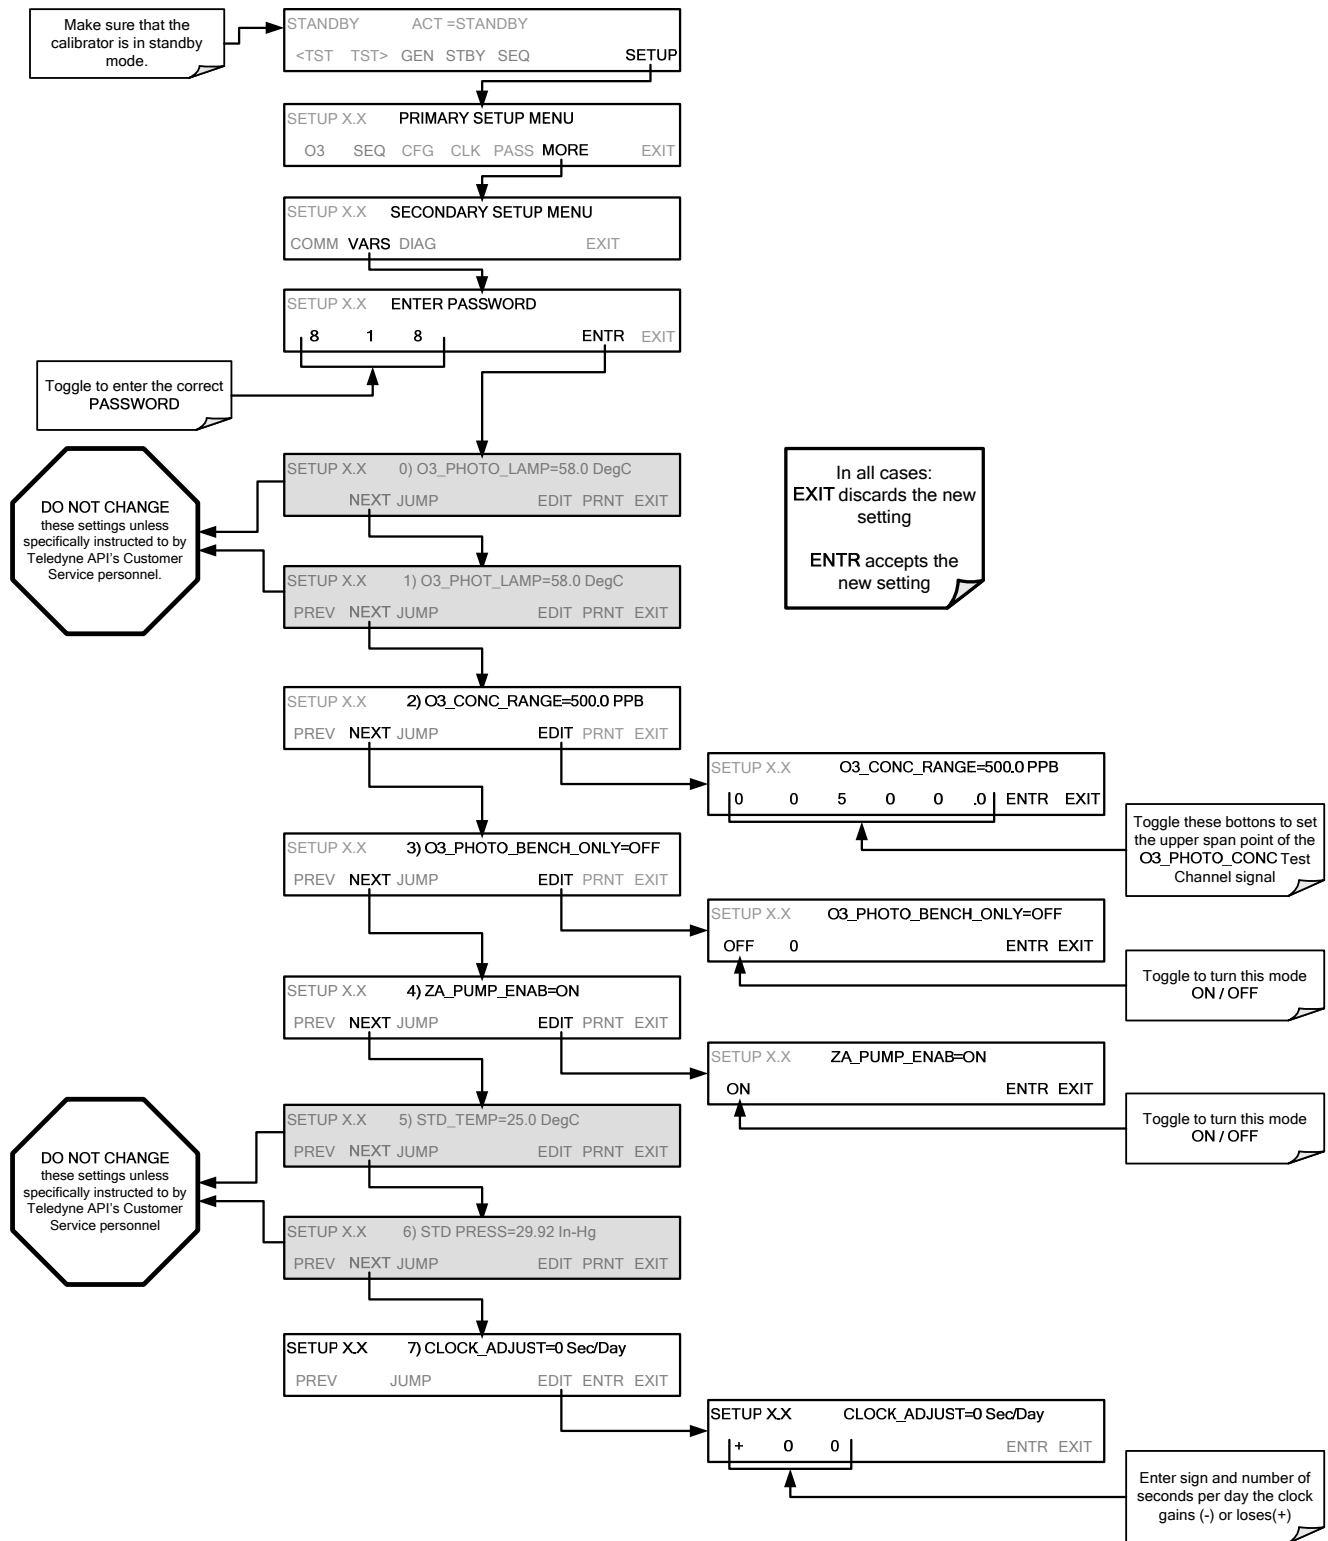 Make sure that the
calibrator is in standby
mode.
STANDBY ACT =STANDBY
<TST TST> GEN STBY SEQ SETUP
SETUP X.X PRIMARY SETUP MENU
O3 SEQ CFG CLK PASS MORE EXIT
SETUP X.X SECONDARY SETUP MENU
COMM VARS DIAG EXIT
SETUP X.X ENTER PASSWORD
8 1 8 ENTR EXIT
Toggle to enter the correct
PASSWORD
DO NOT CHANGE
these settings unless
specifically instructed to by
Teledyne API's Customer
Service personnel.
SETUP X.X 0) O3_PHOTO_LAMP=58.0 DegC
NEXT JUMP EDIT PRNT EXIT
SETUP X.X 1) O3_PHOT_LAMP=58.0 DegC
PREV NEXT JUMP EDIT PRNT EXIT
In all cases:
EXIT discards the new
setting
ENTR accepts the
new setting
SETUP X.X 2) O3_CONC_RANGE=500.0 PPB
PREV NEXT JUMP EDIT PRNT EXIT
SETUP X.X O3_CONC_RANGE=500.0 PPB
0 0 5 0 0 .0 ENTR EXIT
Toggle these bottons to set
the upper span point of the
O3_PHOTO_CONC Test
Channel signal
SETUP X.X 3) O3_PHOTO_BENCH_ONLY=OFF
PREV NEXT JUMP EDIT PRNT EXIT
SETUP X.X O3_PHOTO_BENCH_ONLY=OFF
OFF 0 ENTR EXIT
Toggle to turn this mode
ON / OFF
SETUP X.X 4) ZA_PUMP_ENAB=ON
PREV NEXT JUMP EDIT PRNT EXIT
SETUP X.X ZA_PUMP_ENAB=ON
ON ENTR EXIT
Toggle to turn this mode
ON / OFF
DO NOT CHANGE
these settings unless
specifically instructed to by
Teledyne API's Customer
Service personnel
SETUP X.X 5) STD_TEMP=25.0 DegC
PREV NEXT JUMP EDIT PRNT EXIT
SETUP X.X 6) STD PRESS=29.92 In-Hg
PREV NEXT JUMP EDIT PRNT EXIT
SETUP X.X 7) CLOCK_ADJUST=0 Sec/Day
PREV JUMP EDIT ENTR EXIT
SETUP X.X CLOCK_ADJUST=0 Sec/Day
+ 0 0 ENTR EXIT
Enter sign and number of
seconds per day the clock
gains (-) or loses(+)